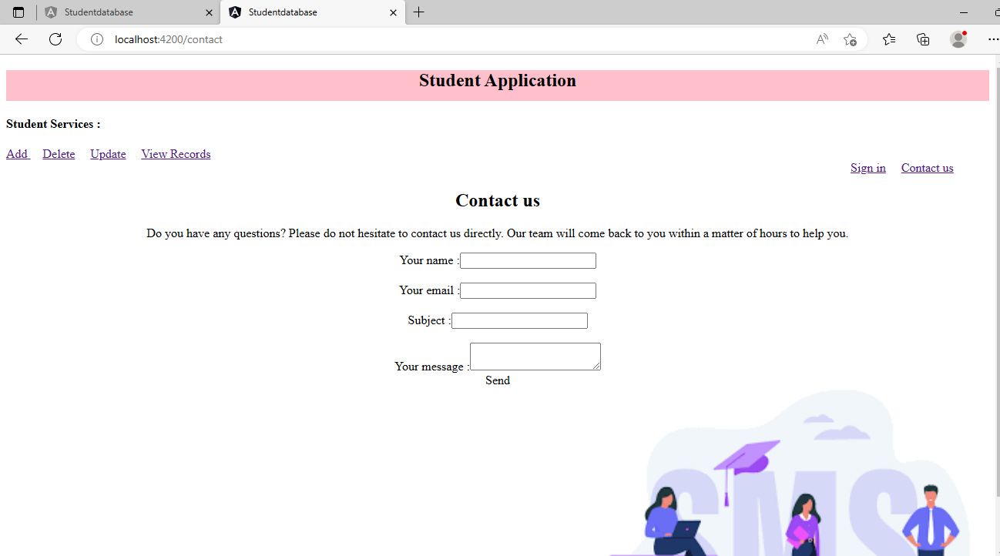 Studentdatabase
Studentdatabase
localhost:4200/contact
Student Application
Student Services :
Add Delete Update View Records
Sign in Contact us
Contact us
Do you have any questions? Please do not hesitate to contact us directly. Our team will come back to you within a matter of hours to help you.
Your name :
Your email :
Subject :
Your message :
Send
SMS